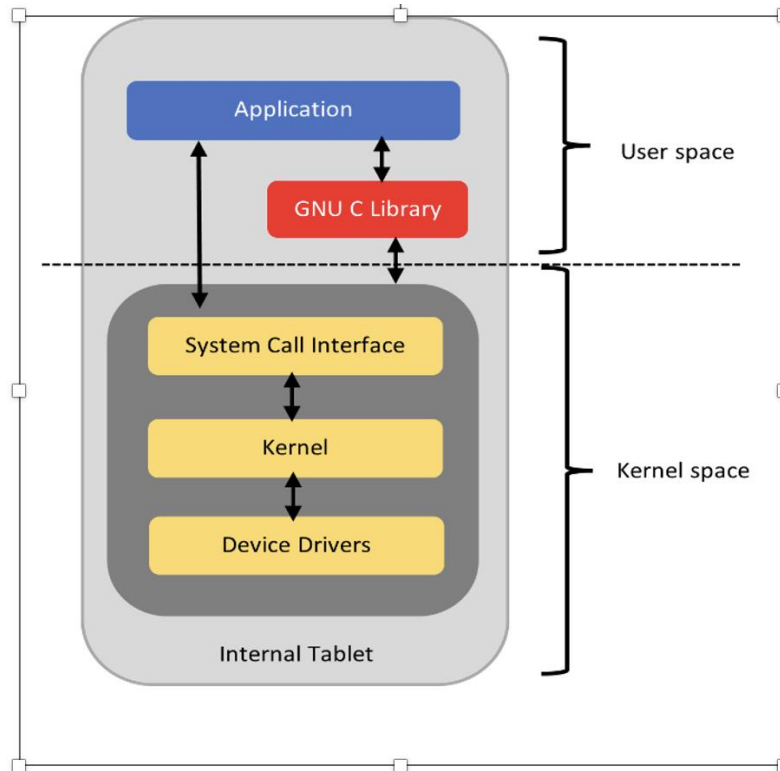 Application
User space
GNU C Library
System Call Interface
Kernel
Kernel space
Device Drivers
Internal Tablet